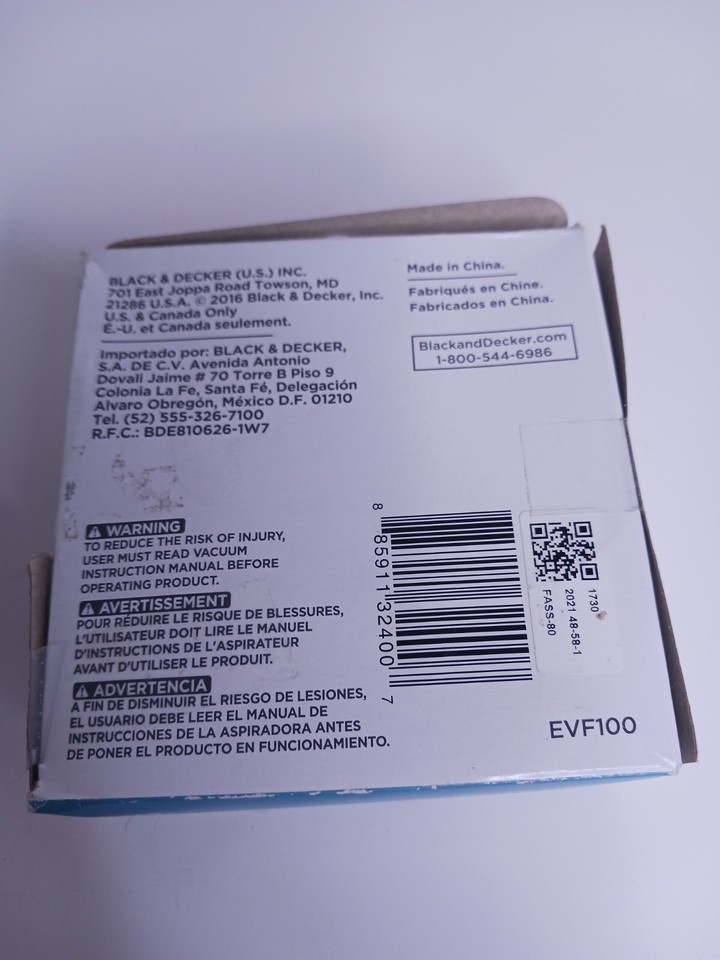 BLACK & DECKER (U.S.) INC.
701 East Joppa Road Towson, MD
21286 U.S.A. © 2016 Black & Decker, Inc.
U.S. & Canada Only
É.-U. et Canada seulement.
Importado por: BLACK & DECKER,
S.A. DE C.V. Avenida Antonio
Dovali Jaime # 70 Torre B Piso 9
Colonia La Fe, Santa Fé, Delegación
Alvaro Obregón, México D.F. 01210
Tel. (52) 555-326-7100
R.F.C.: BDE810626-1W7
Made in China.
Fabriqués en Chine.
Fabricados en China.
BlackandDecker.com
1-800-544-6986
WARNING
TO REDUCE THE RISK OF INJURY,
USER MUST READ VACUUM
INSTRUCTION MANUAL BEFORE
OPERATING PRODUCT.
AVERTISSEMENT
POUR RÉDUIRE LE RISQUE DE BLESSURES,
L'UTILISATEUR DOIT LIRE LE MANUEL
D'INSTRUCTIONS DE L'ASPIRATEUR
AVANT D'UTILISER LE PRODUIT.
ADVERTENCIA
A FIN DE DISMINUIR EL RIESGO DE LESIONES,
EL USUARIO DEBE LEER EL MANUAL DE
INSTRUCCIONES DE LA ASPIRADORA ANTES
DE PONER EL PRODUCTO EN FUNCIONAMIENTO.
8 85911 32400 7
1730
2021 48-58-1
FASS-80
EVF100